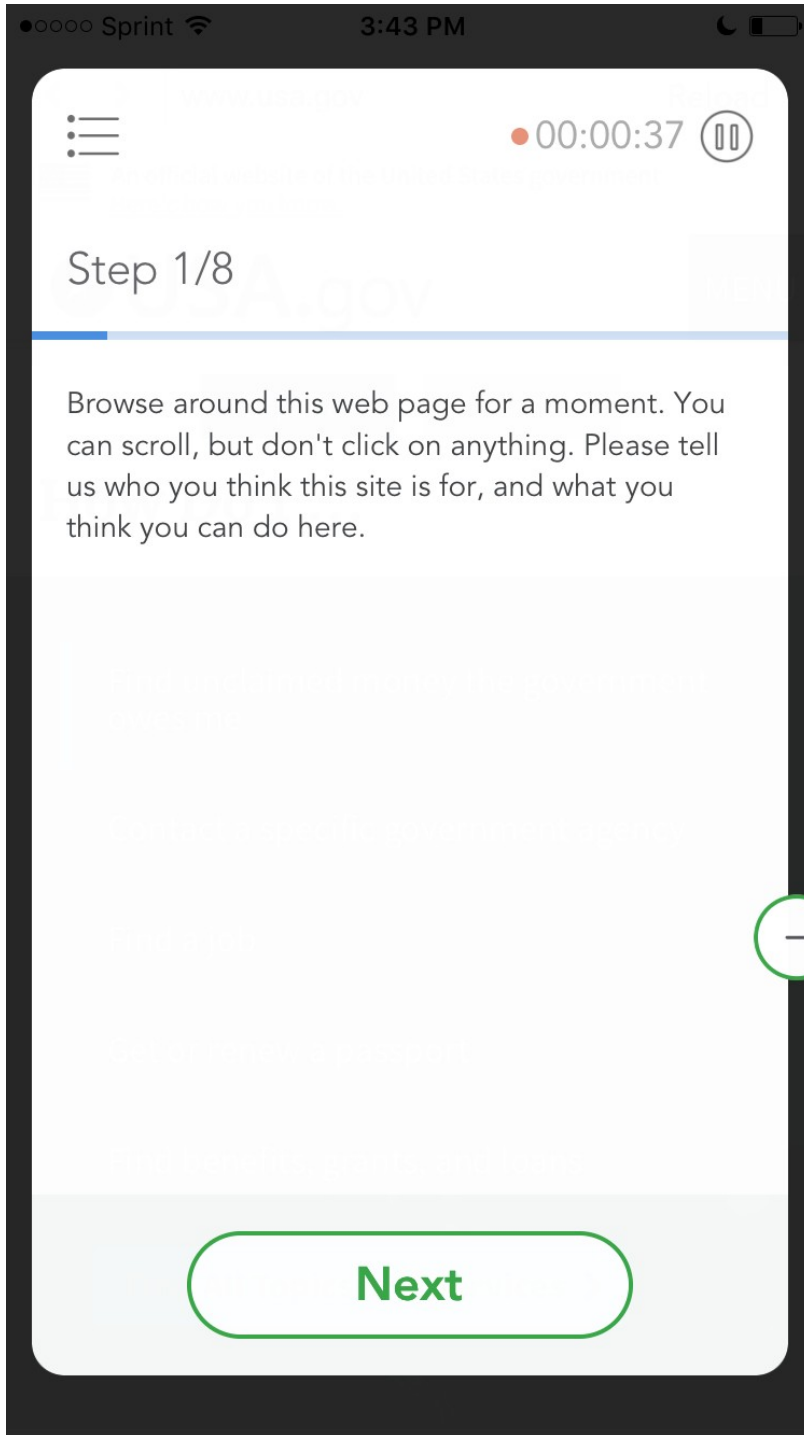 Sprint 3:43 PM
00:00:37
Step 1/8
USA.gov
Browse around this web page for a moment. You
can scroll, but don't click on anything. Please tell
us who you think this site is for, and what you
think you can do here.
Next